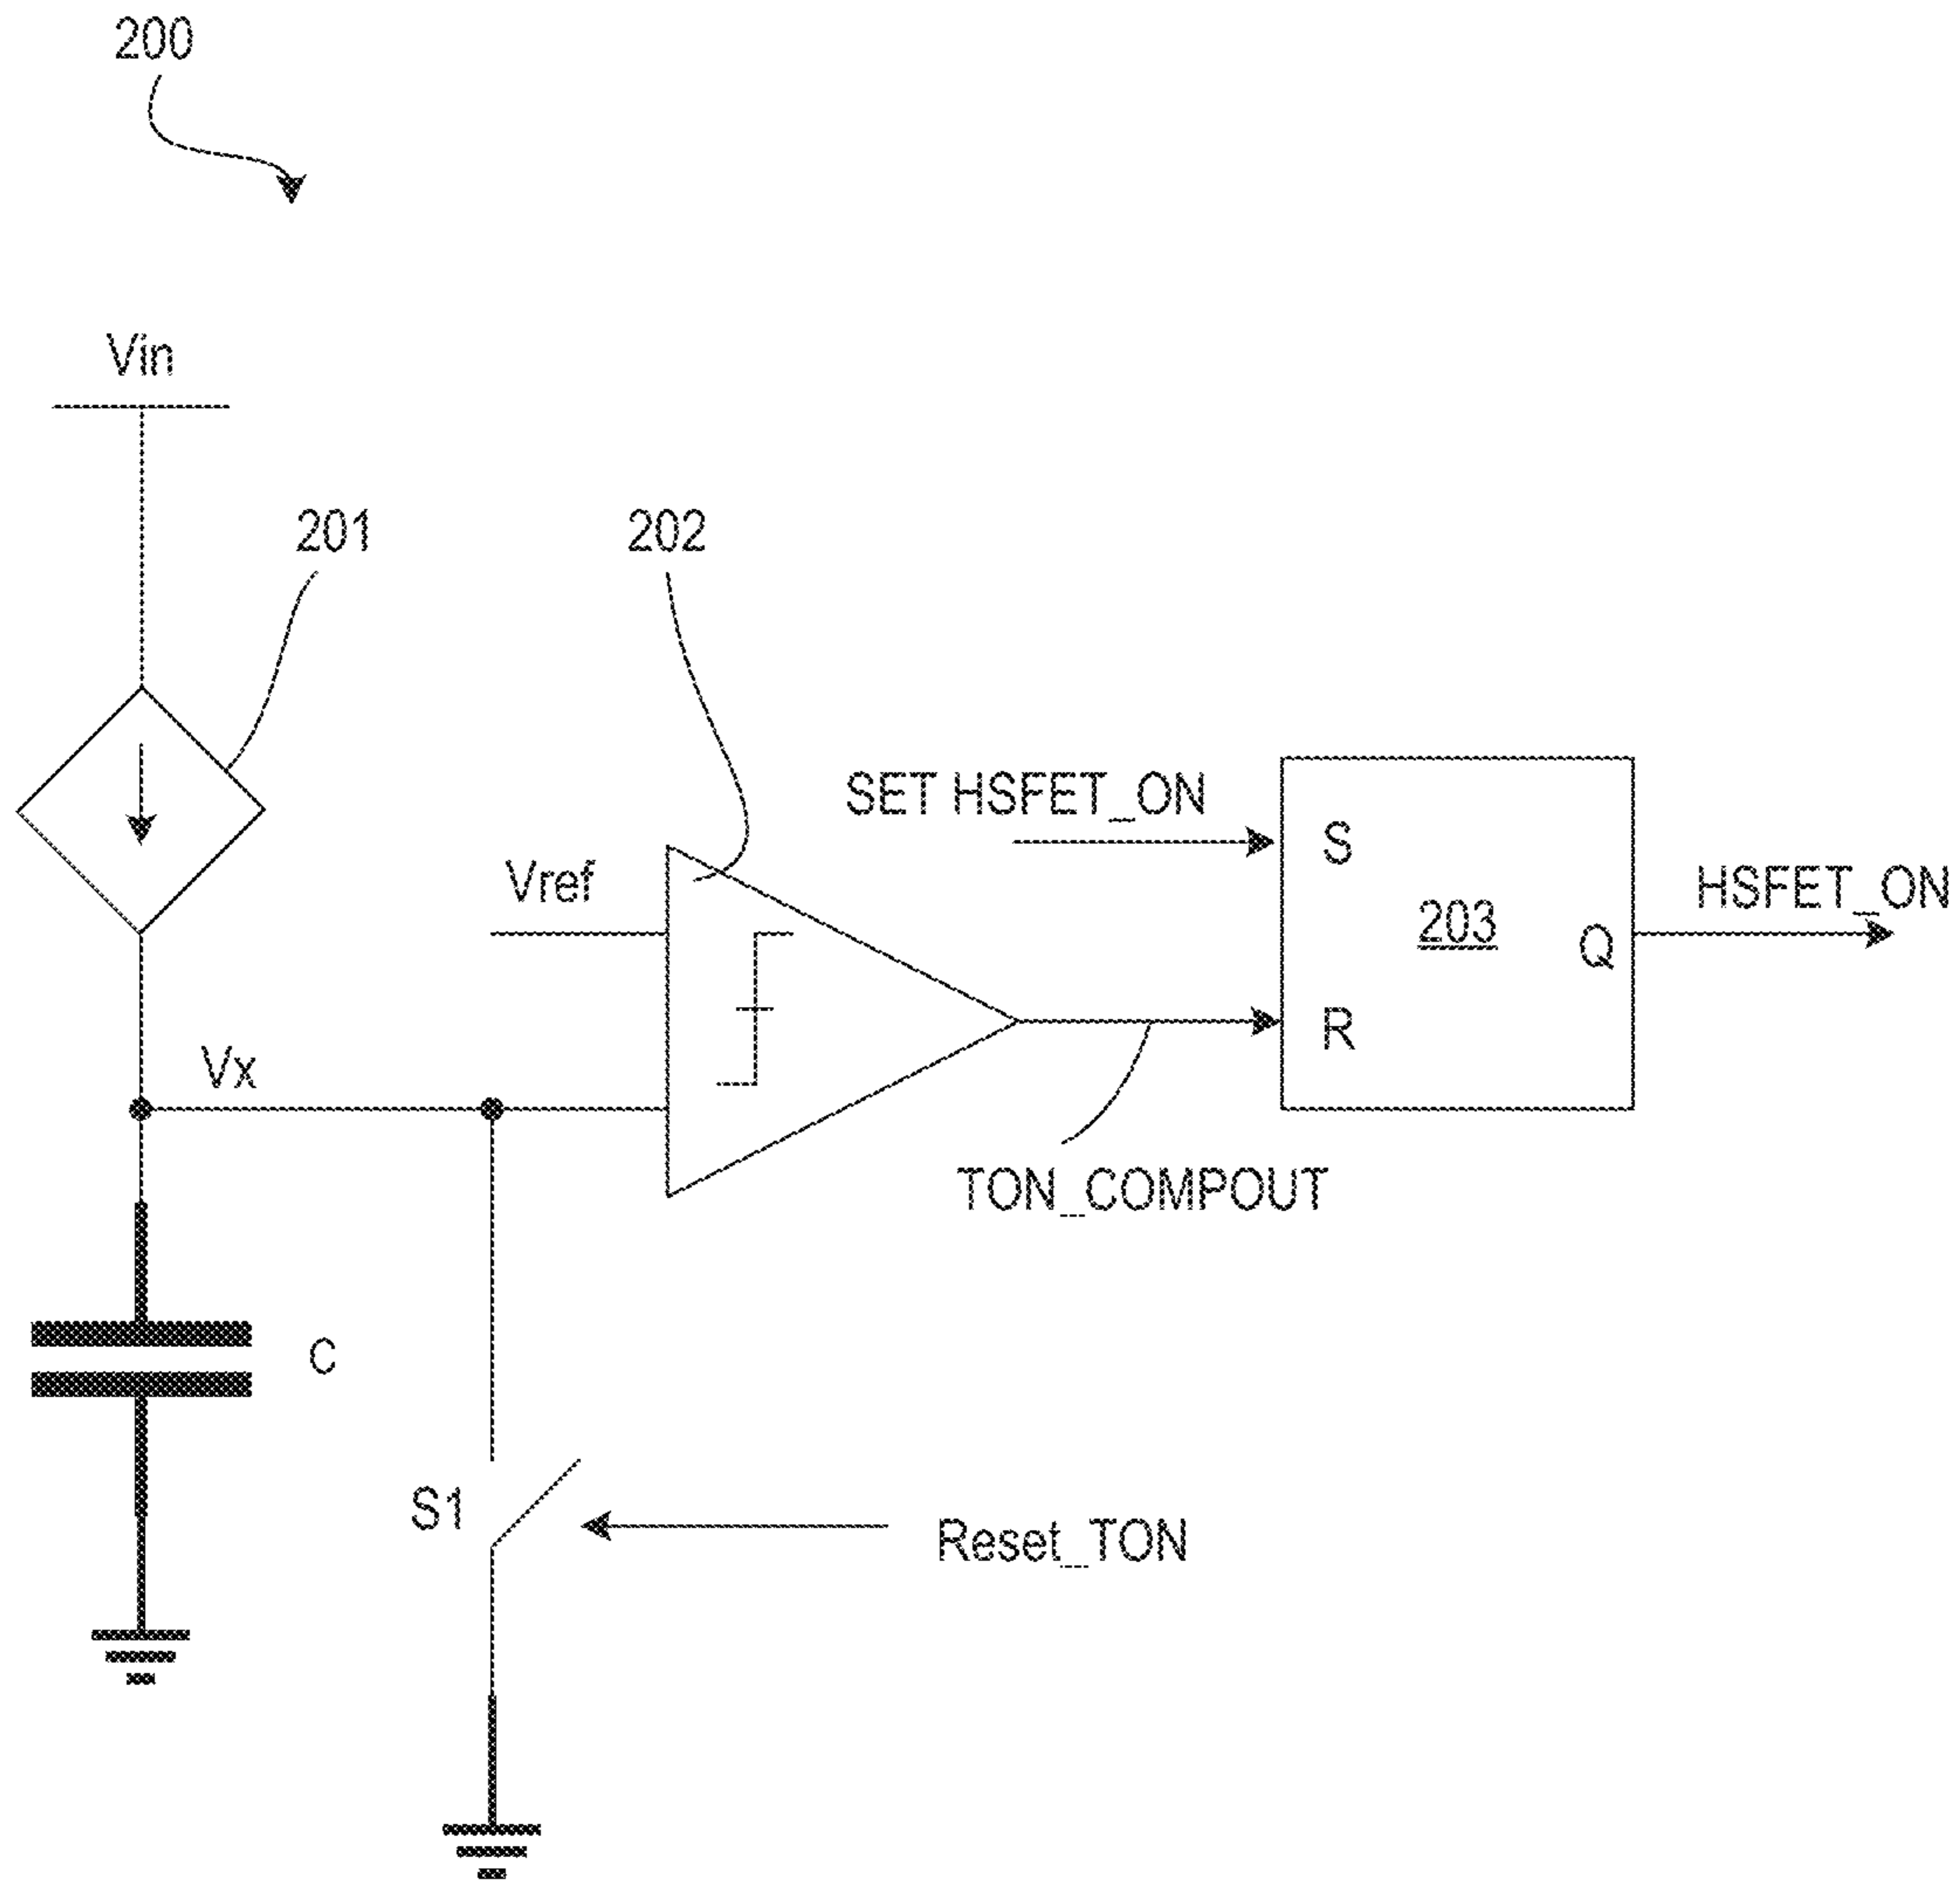 200
Vin
201
202
SET HSFET_ON
Vref
S
203
HSFET_ON
Q
R
Vx
TON_COMPOUT
C
S1
Reset_TON